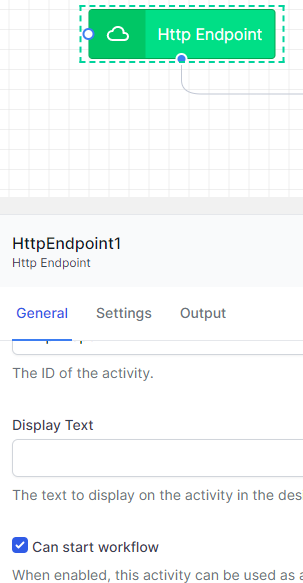 Http Endpoint
HttpEndpoint1
Http Endpoint
General Settings Output
The ID of the activity.
Display Text
The text to display on the activity in the des
Can start workflow
When enabled, this activity can be used as a